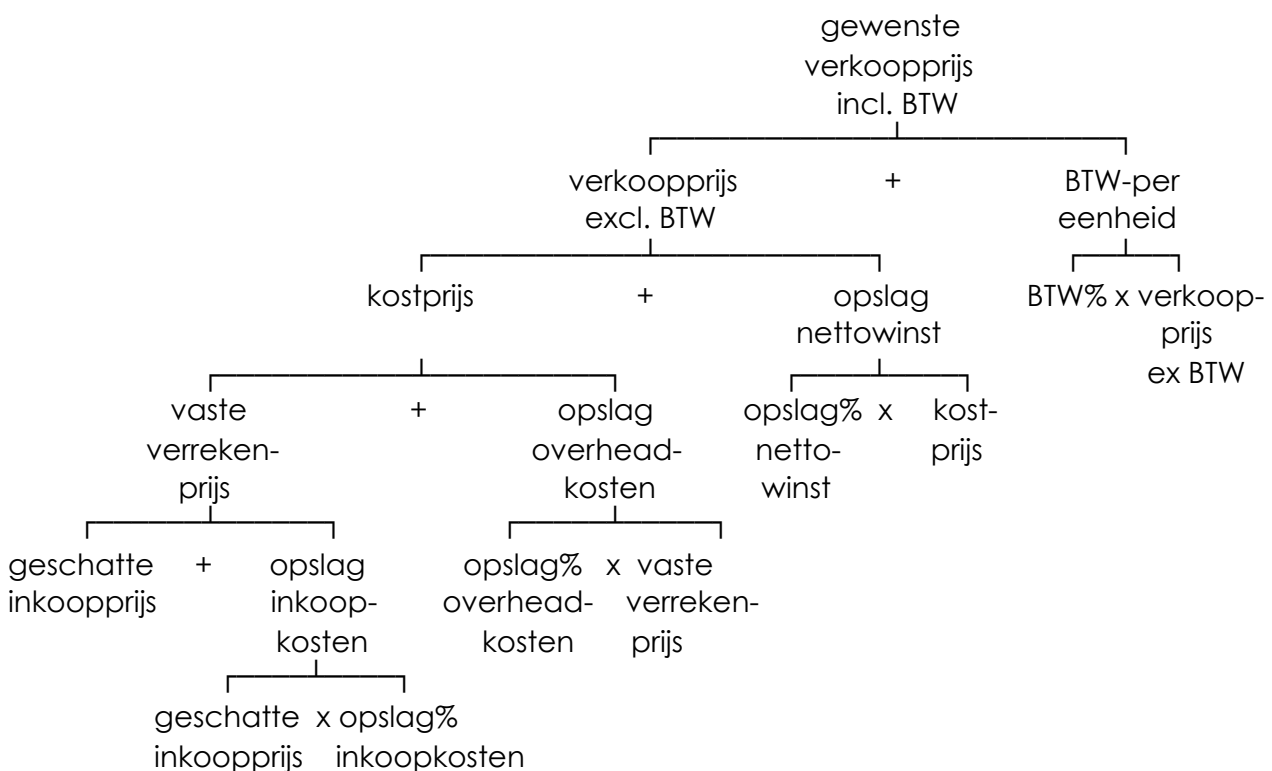 gewenste
verkoopprijs
incl. BTW
verkoopprijs + BTW-per
excl. BTW eenheid
kostprijs + opslag BTW% x verkoop-
nettowinst prijs
ex BTW
vaste + opslag opslag% x kost-
verreken- overhead- netto- prijs
prijs kosten winst
geschatte + opslag opslag% x vaste
inkoopprijs inkoop- overhead- verreken-
kosten kosten prijs
geschatte x opslag%
inkoopprijs inkoopkosten